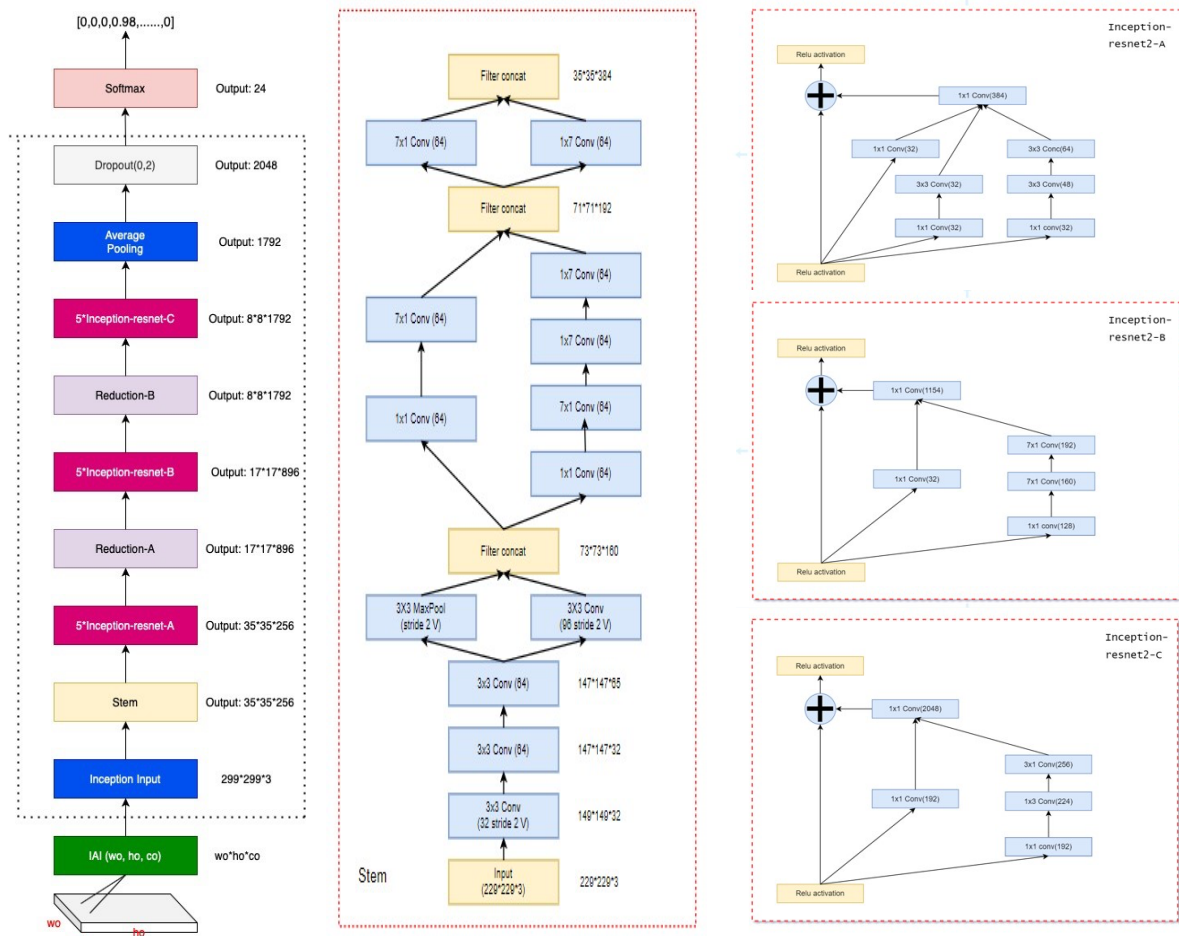 [0,0,0,0.98,......,0]
Softmax
Output: 24
Dropout(0,2)
Output: 2048
Average
Pooling
Output: 1792
5*Inception-resnet-C
Output: 8*8*1792
Reduction-B
Output: 8*8*1792
5*Inception-resnet-B
Output: 17*17*896
Reduction-A
Output: 17*17*896
5*Inception-resnet-A
Output: 35*35*256
Stem
Output: 35*35*256
Inception Input
299*299*3
IAI (wo, ho, co)
wo*ho*co
wo
ho
Filter concat
35*35*384
7x1 Conv (64)
1x7 Conv (64)
Filter concat
71*71*192
1x7 Conv (64)
7x1 Conv (64)
1x7 Conv (64)
1x1 Conv (64)
7x1 Conv (64)
1x1 Conv (64)
Filter concat
73*73*160
3X3 MaxPool
(stride 2 V)
3X3 Conv
(96 stride 2 V)
3x3 Conv (64)
147*147*65
3x3 Conv (64)
147*147*32
3x3 Conv
(32 stride 2 V)
149*149*32
Input
(229*229*3)
229*229*3
Stem
Inception-
resnet2-A
Relu activation
1x1 Conv(384)
1x1 Conv(32)
3x3 Conc(64)
3x3 Conv(32)
3x3 Conv(48)
1x1 Conv(32)
1x1 conv(32)
Relu activation
Inception-
resnet2-B
Relu activation
1x1 Conv(1154)
7x1 Conv(192)
1x1 Conv(32)
7x1 Conv(160)
1x1 conv(128)
Relu activation
Inception-
resnet2-C
Relu activation
1x1 Conv(2048)
3x1 Conv(256)
1x1 Conv(192)
1x3 Conv(224)
1x1 conv(192)
Relu activation